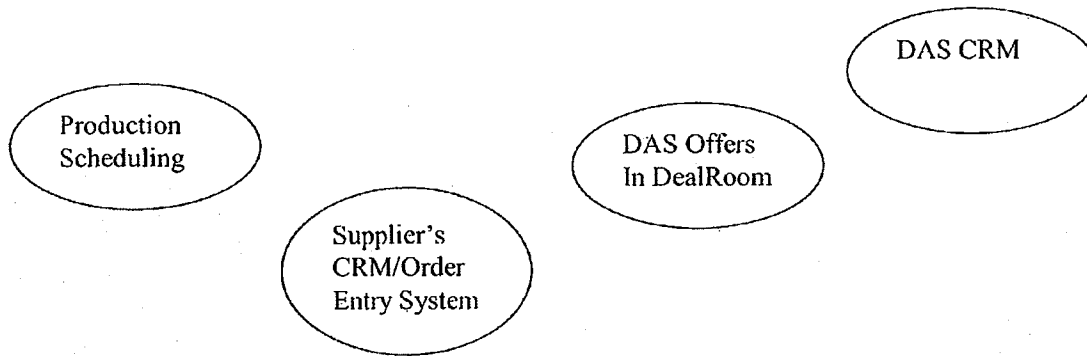 Production
Scheduling
Supplier's
CRM/Order
Entry System
DAS Offers
In DealRoom
DAS CRM